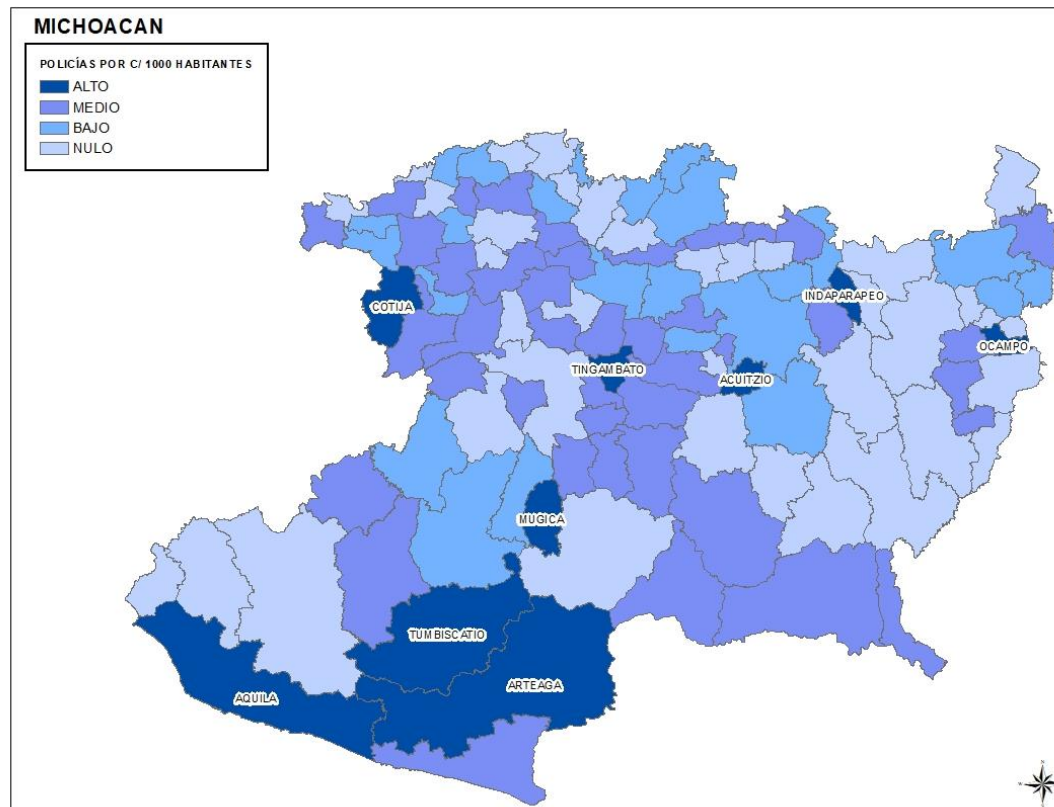 MICHOACAN
POLICÍAS POR C/ 1000 HABITANTES
ALTO
MEDIO
BAJO
NULO
COTIJA
INDAPARAPEO
OCAMPO
TINGAMBATO
ACUITZIO
MUGICA
TUMBISCATIO
ARTEAGA
AQUILA